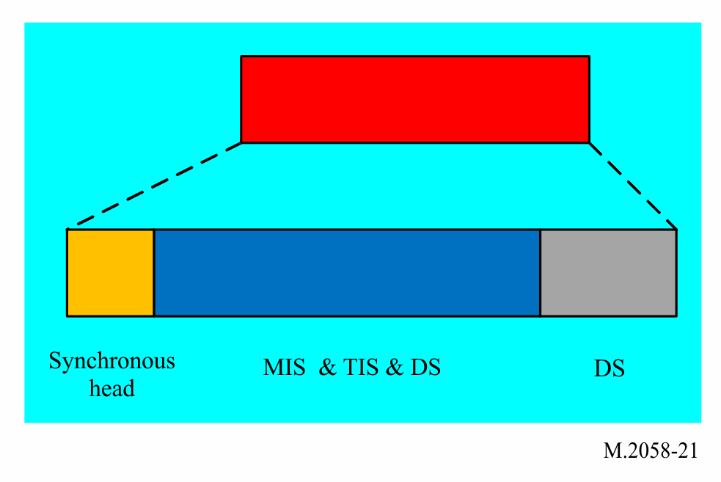 Synchronous
head
MIS & TIS & DS
DS
M.2058-21